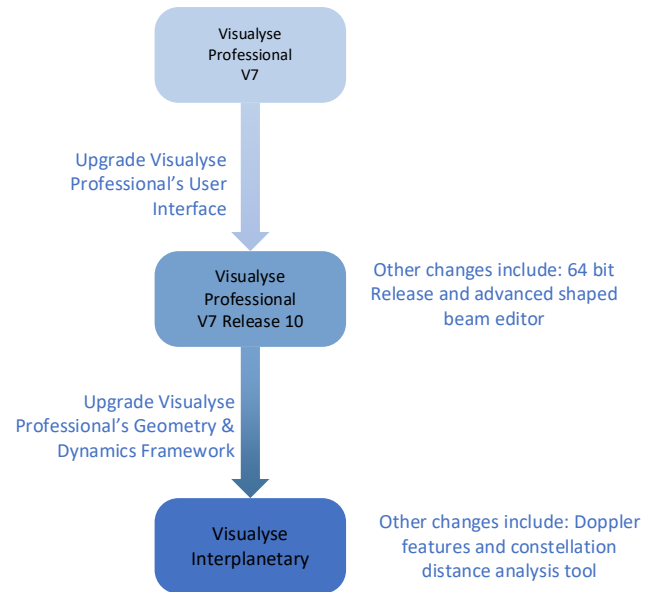 Visualyse
Professional
V7
Upgrade Visualyse
Professional’s User
Interface
Visualyse
Professional
V7 Release 10
Other changes include: 64 bit
Release and advanced shaped
beam editor
Upgrade Visualyse
Professional’s Geometry &
Dynamics Framework
Visualyse
Interplanetary
Other changes include: Doppler
features and constellation
distance analysis tool